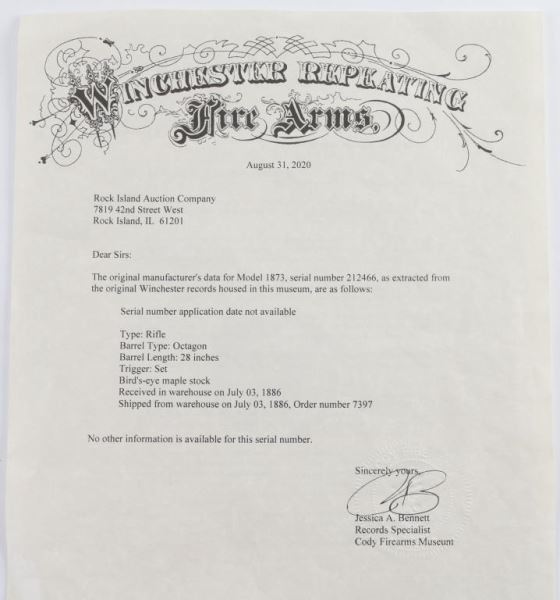 WINCHESTER REPEATING
Fire Arms.
August 31, 2020
Rock Island Auction Company
7819 42nd Street West
Rock Island, IL 61201
Dear Sirs:
The original manufacturer's data for Model 1873, serial number 212466, as extracted from
the original Winchester records housed in this museum, are as follows:
Serial number application date not available
Type: Rifle
Barrel Type: Octagon
Barrel Length: 28 inches
Trigger: Set
Bird's-eye maple stock
Received in warehouse on July 03, 1886
Shipped from warehouse on July 03, 1886, Order number 7397
No other information is available for this serial number.
Sincerely yours,
Jessica A. Bennett
Records Specialist
Cody Firearms Museum